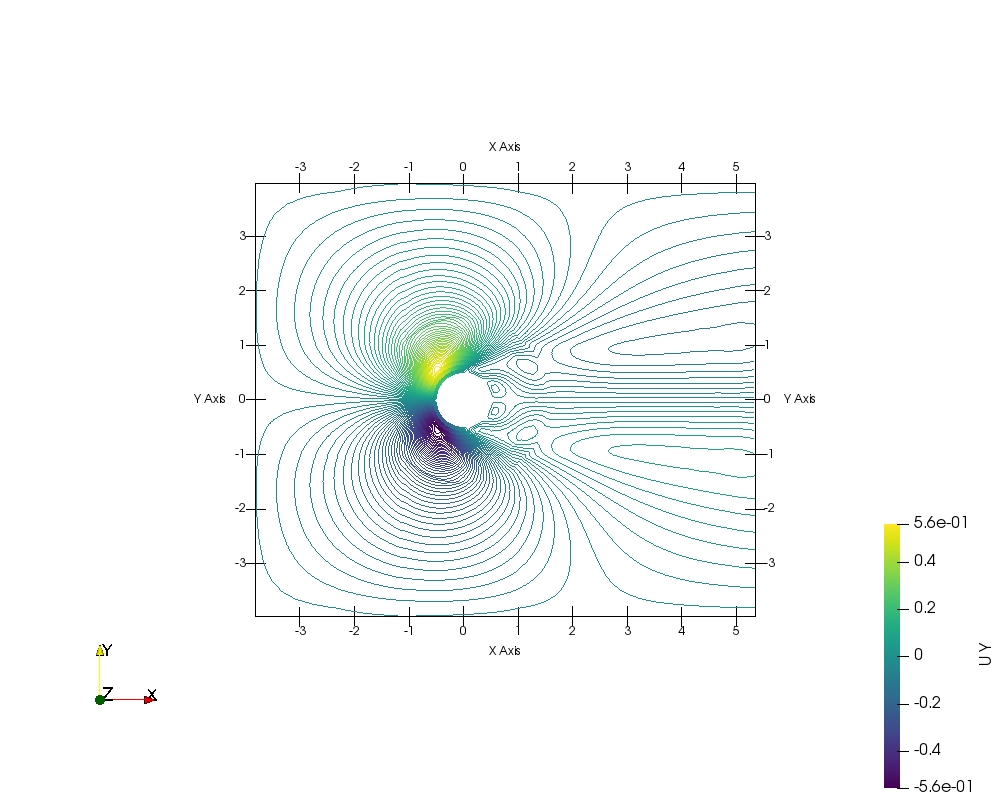 X Axis
-3 -2 -1 0 1 2 3 4 5
3 3
2 2
1 1
Y Axis 0 0 Y Axis
-1 -1
-2 -2
-3 -3
-3 -2 -1 0 1 2 3 4 5
X Axis
5.6e-01
0.4
0.2
0
-0.2
-0.4
-5.6e-01
U Y
Y
Z X